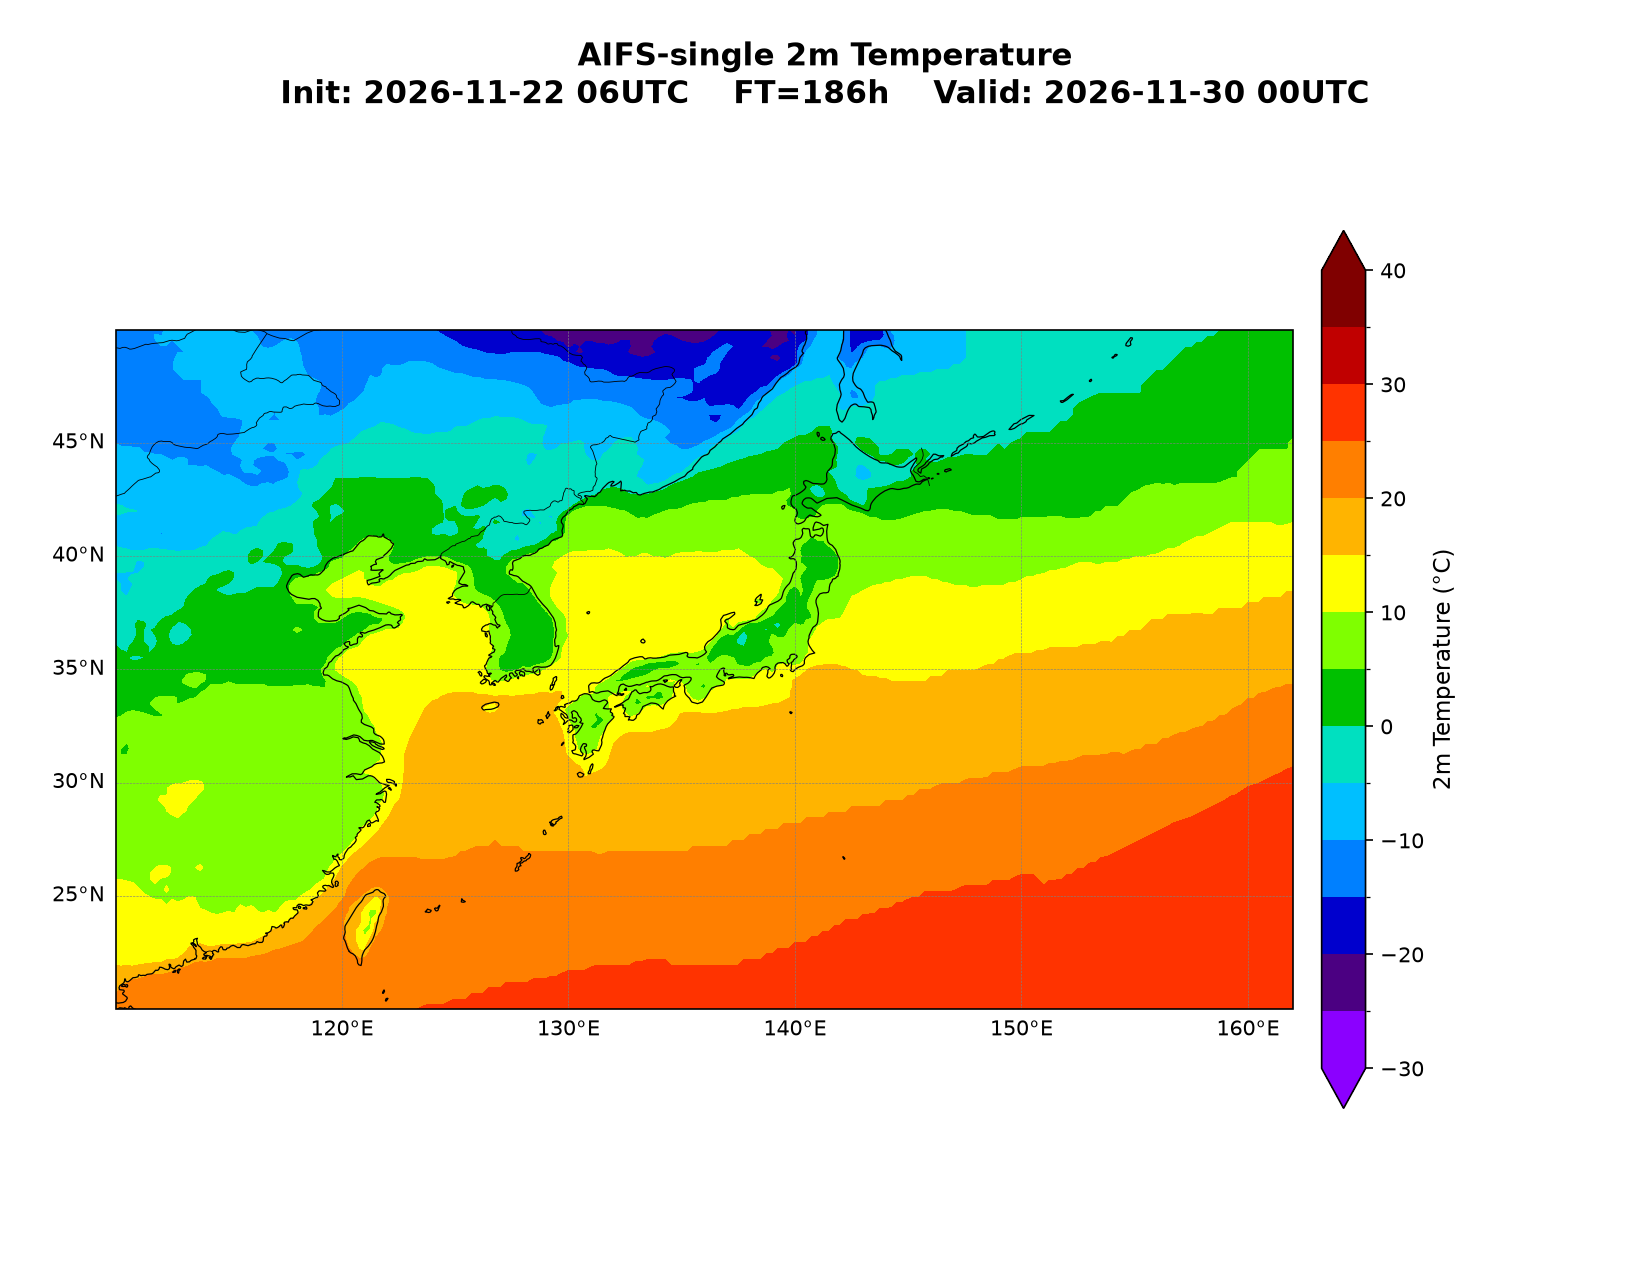 AIFS-single 2m Temperature
Init: 2026-11-22 06UTC    FT=186h    Valid: 2026-11-30 00UTC
45°N
40°N
35°N
30°N
25°N
120°E
130°E
140°E
150°E
160°E
40
30
20
10
0
−10
−20
−30
2m Temperature (°C)